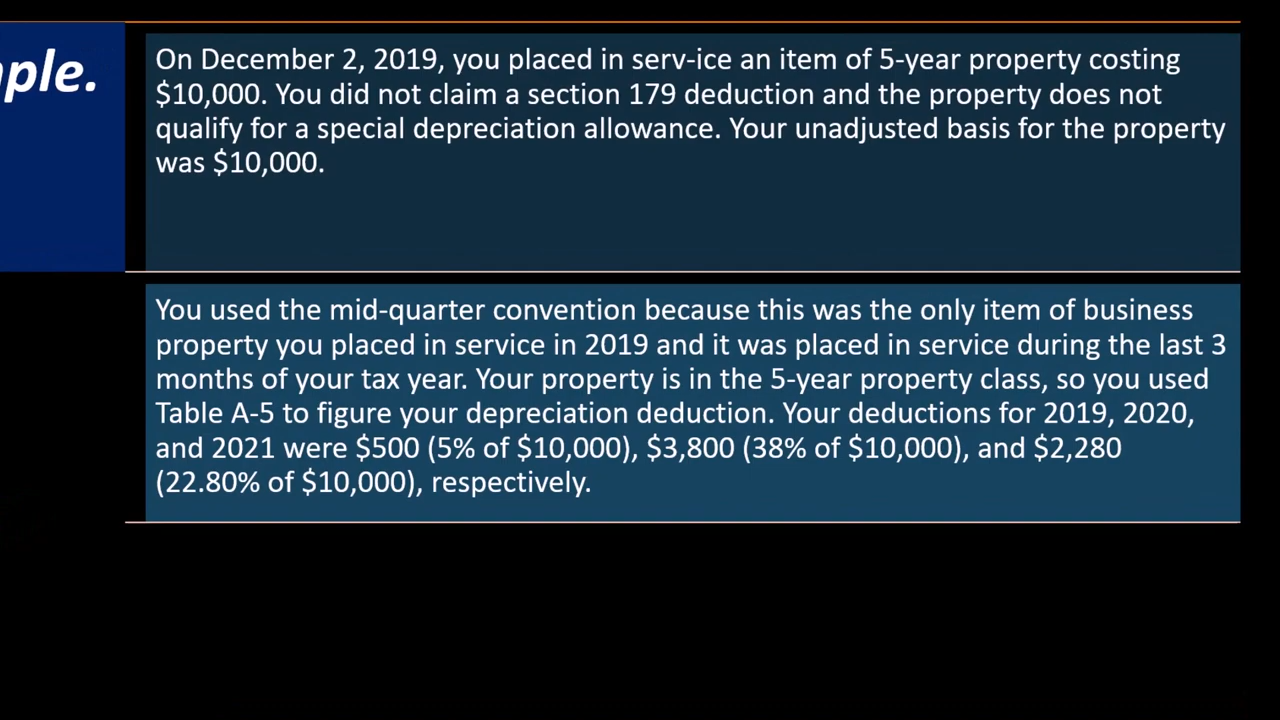 On December 2, 2019, you placed in serv-ice an item of 5-year property costing
$10,000. You did not claim a section 179 deduction and the property does not
qualify for a special depreciation allowance. Your unadjusted basis for the property
was $10,000.
You used the mid-quarter convention because this was the only item of business
property you placed in service in 2019 and it was placed in service during the last 3
months of your tax year. Your property is in the 5-year property class, so you used
Table A-5 to figure your depreciation deduction. Your deductions for 2019, 2020,
and 2021 were $500 (5% of $10,000), $3,800 (38% of $10,000), and $2,280
(22.80% of $10,000), respectively.